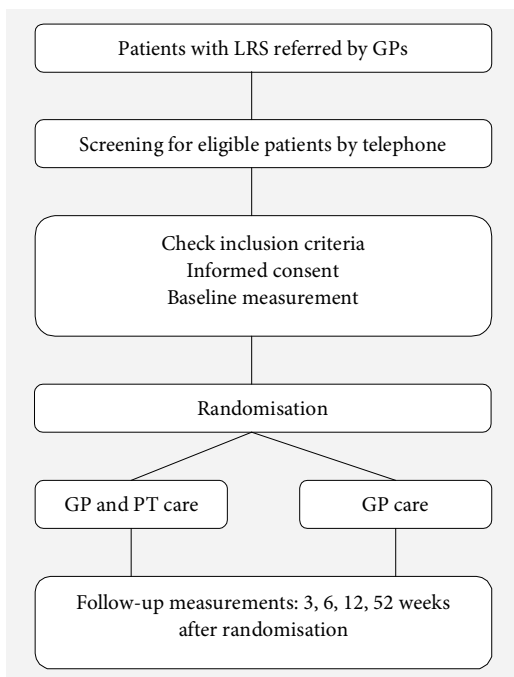 Patients with LRS referred by GPs
Screening for eligible patients by telephone
Check inclusion criteria
Informed consent
Baseline measurement
Randomisation
GP and PT care
GP care
Follow-up measurements: 3, 6, 12, 52 weeks
after randomisation